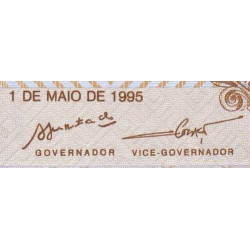 1 DE MAIO DE 1995
GOVERNADOR VICE-GOVERNADOR